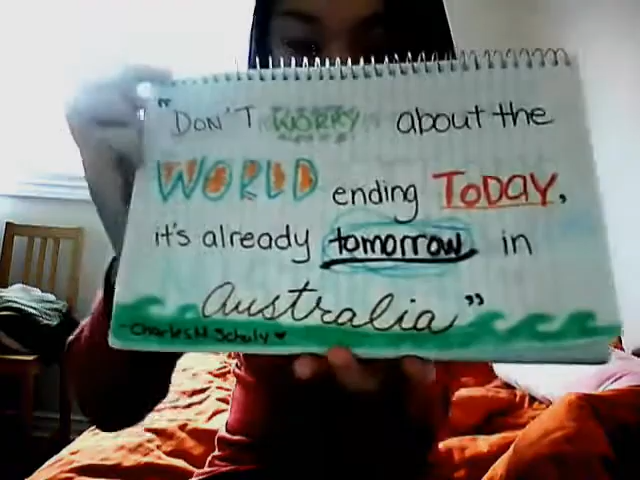 "DON'T WORRY about the
WORLD ending TODAY,
it's already tomorrow in
Australia"
- Charles M. Schulz ♥